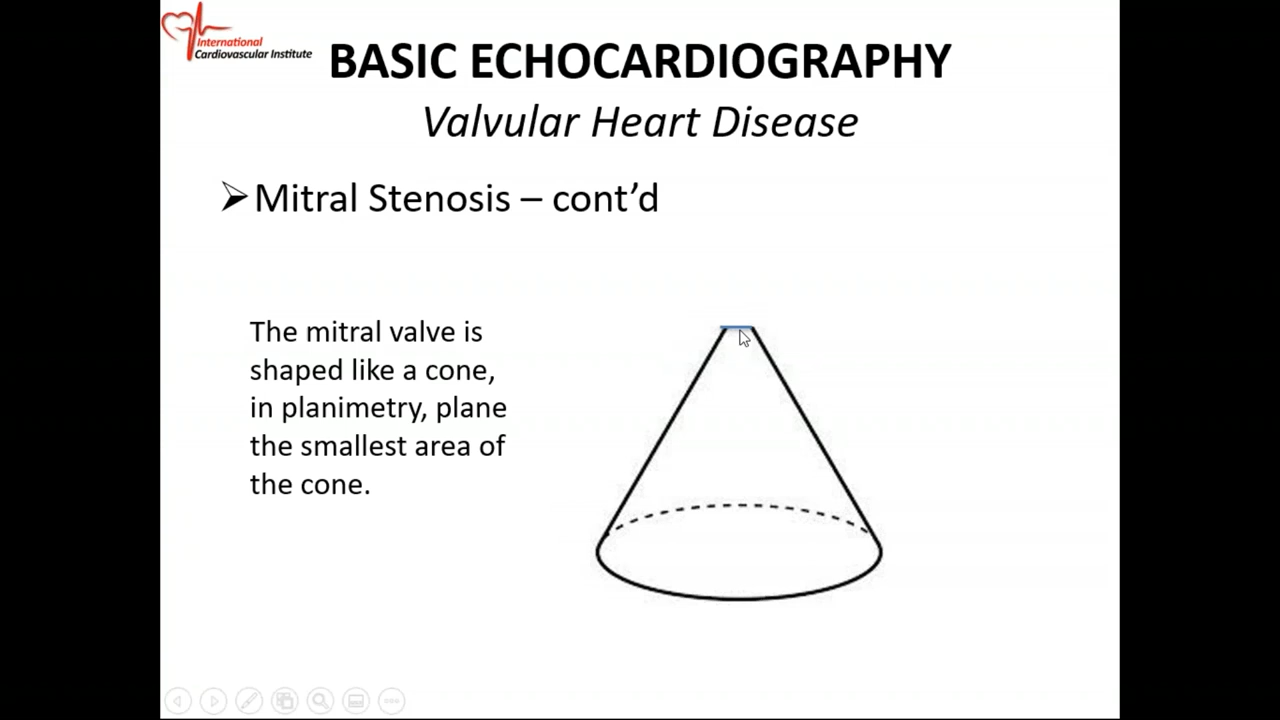 International
Cardiovascular Institute
BASIC ECHOCARDIOGRAPHY
Valvular Heart Disease
Mitral Stenosis – cont’d
The mitral valve is
shaped like a cone,
in planimetry, plane
the smallest area of
the cone.